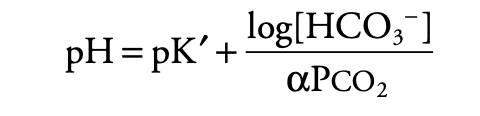 pH = pK′ + log[HCO₃⁻] / αPCO₂